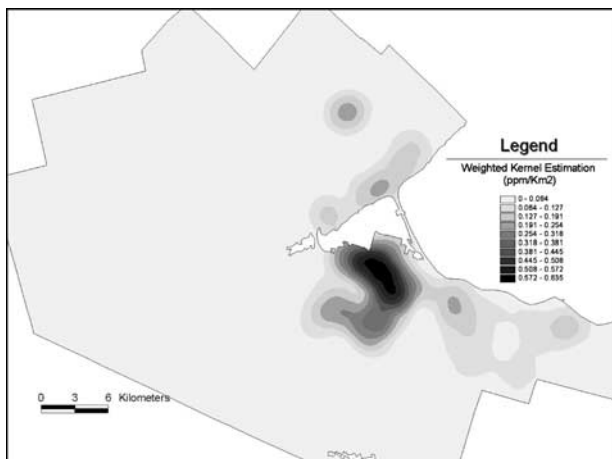 Legend
Weighted Kernel Estimation
(ppm/Km2)
0 - 0.064
0.064 - 0.127
0.127 - 0.191
0.191 - 0.254
0.254 - 0.318
0.318 - 0.381
0.381 - 0.445
0.445 - 0.508
0.508 - 0.572
0.572 - 0.635
0 3 6 Kilometers